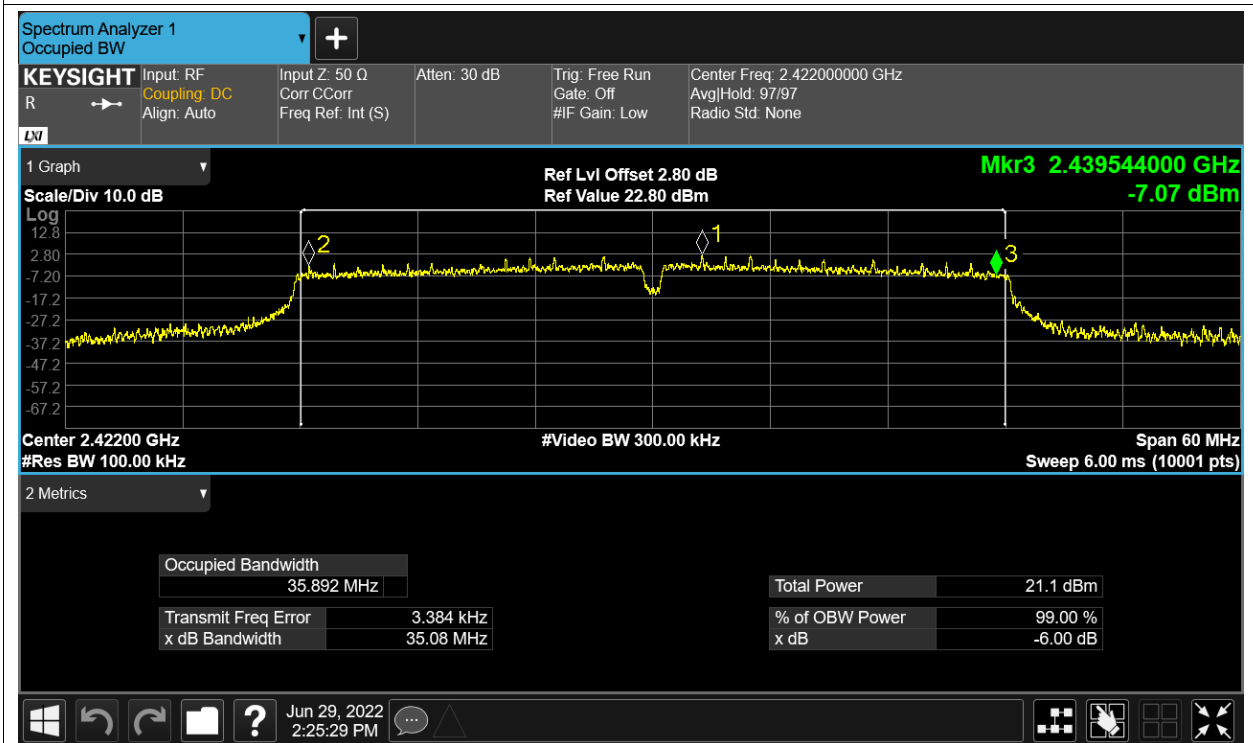 Spectrum Analyzer 1
Occupied BW
+
KEYSIGHT Input: RF Input Z: 50 Ω Atten: 30 dB Trig: Free Run Center Freq: 2.422000000 GHz
R Coupling: DC Corr CCorr Gate: Off Avg|Hold: 97/97
Align: Auto Freq Ref: Int (S) #IF Gain: Low Radio Std: None
LXI
1 Graph Ref Lvl Offset 2.80 dB Mkr3 2.439544000 GHz
Scale/Div 10.0 dB Ref Value 22.80 dBm -7.07 dBm
Log
12.8
2.80
-7.20
-17.2
-27.2
-37.2
-47.2
-57.2
-67.2
2
1
3
Center 2.42200 GHz #Video BW 300.00 kHz Span 60 MHz
#Res BW 100.00 kHz Sweep 6.00 ms (10001 pts)
2 Metrics
Occupied Bandwidth
35.892 MHz Total Power 21.1 dBm
Transmit Freq Error 3.384 kHz % of OBW Power 99.00 %
x dB Bandwidth 35.08 MHz x dB -6.00 dB
? Jun 29, 2022
2:25:29 PM